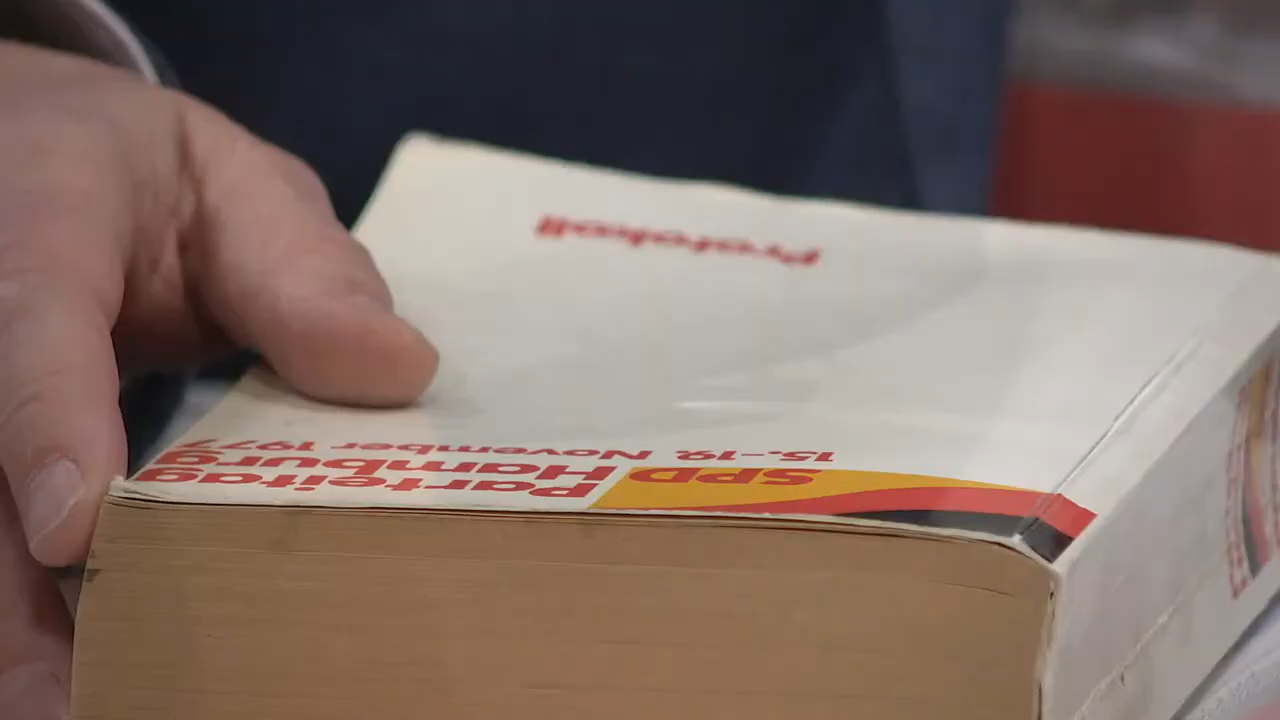 SPD
Parteitag
Hamburg
15.-19. November 1977
Protokoll